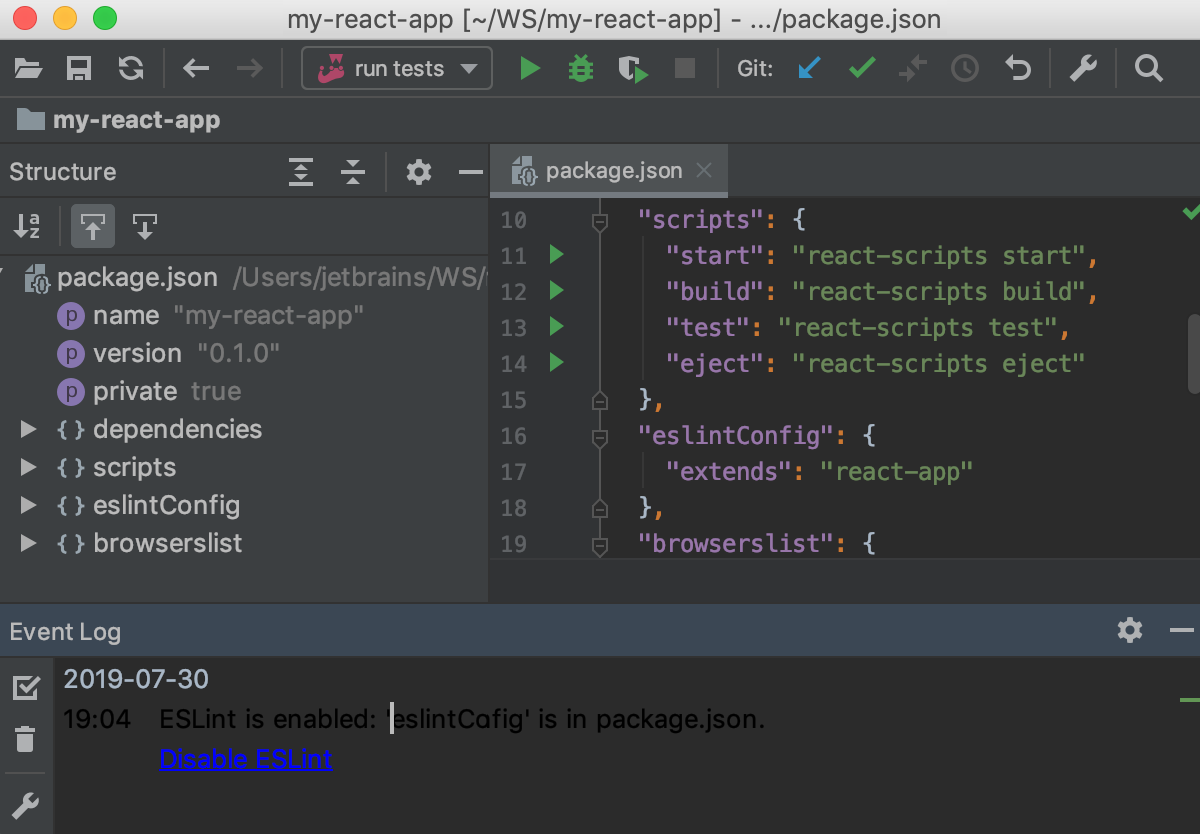 my-react-app [~/WS/my-react-app] - .../package.json
run tests
Git:
my-react-app
Structure
package.json
package.json /Users/jetbrains/WS/
name "my-react-app"
version "0.1.0"
private true
dependencies
scripts
eslintConfig
browserslist
10 "scripts": {
11 "start": "react-scripts start",
12 "build": "react-scripts build",
13 "test": "react-scripts test",
14 "eject": "react-scripts eject"
15 },
16 "eslintConfig": {
17 "extends": "react-app"
18 },
19 "browserslist": {
Event Log
2019-07-30
19:04 ESLint is enabled: 'eslintCɑfig' is in package.json.
Disable ESLint